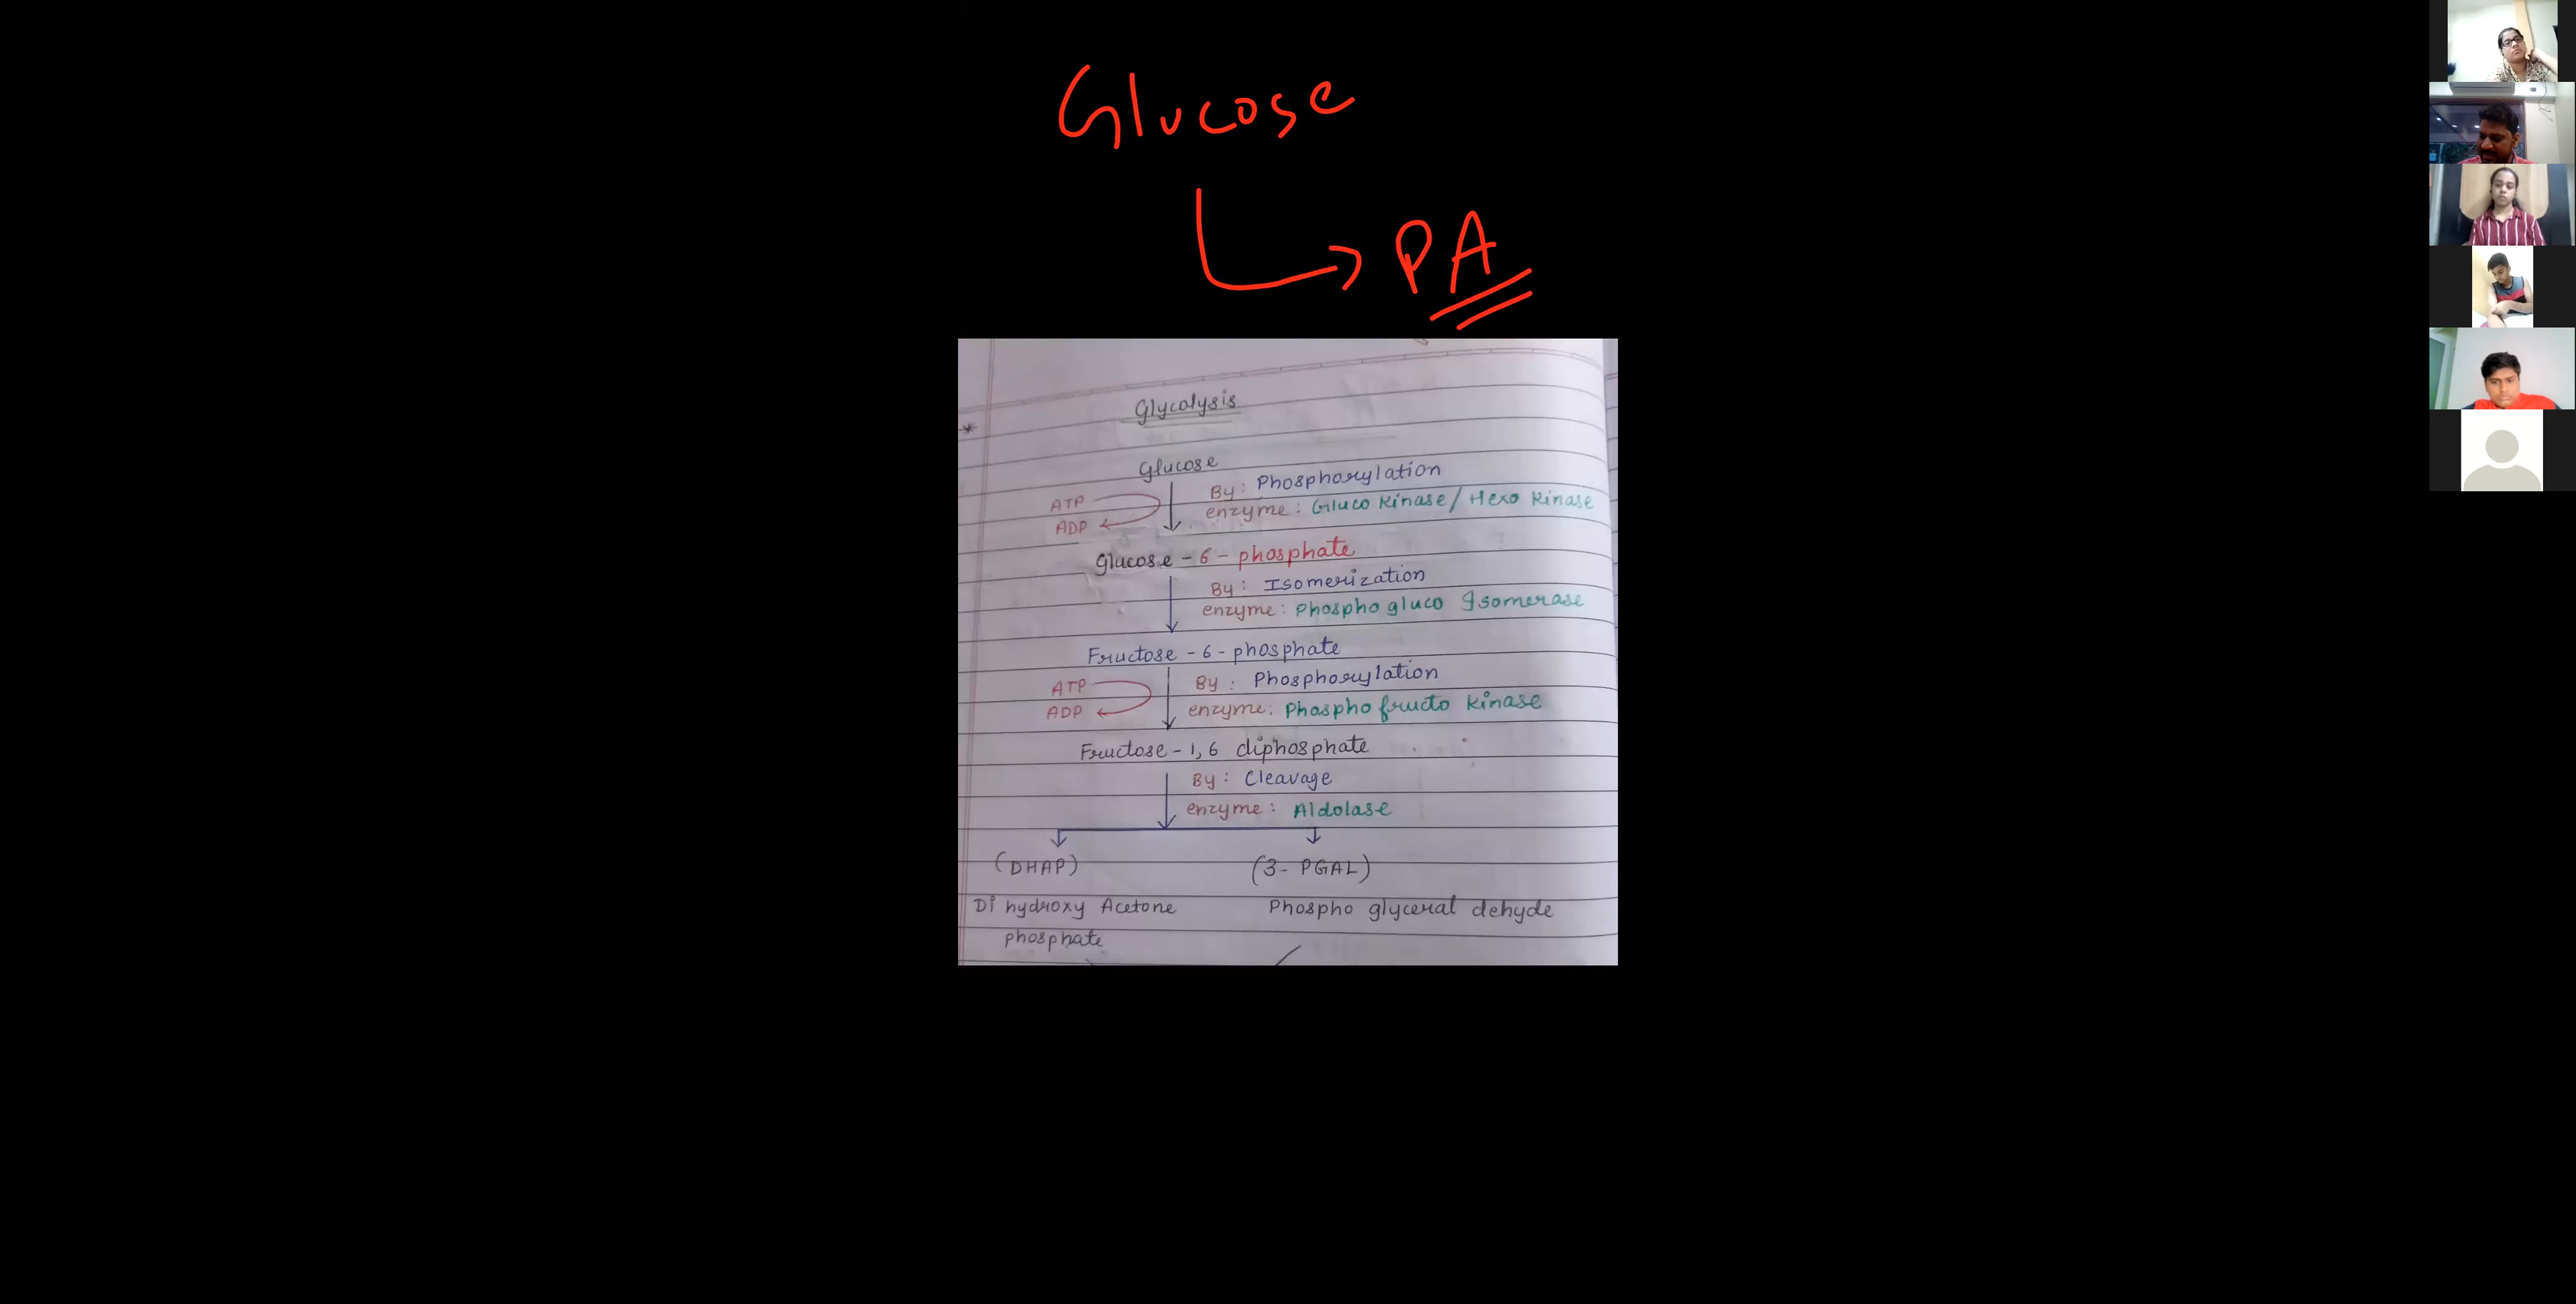 Glucose
PA
Glycolysis
*
Glucose
ATP
ADP
By: Phosphorylation
enzyme: Gluco Kinase/Hexo Kinase
Glucose-6-phosphate
By: Isomerization
enzyme: Phospho gluco Isomerase
Fructose-6-phosphate
ATP
ADP
By: Phosphorylation
enzyme: Phospho fructo Kinase
Fructose-1,6 diphosphate
By: Cleavage
enzyme: Aldolase
(DHAP) (3-PGAL)
Di hydroxy Acetone Phospho glyceral dehyde
phosphate